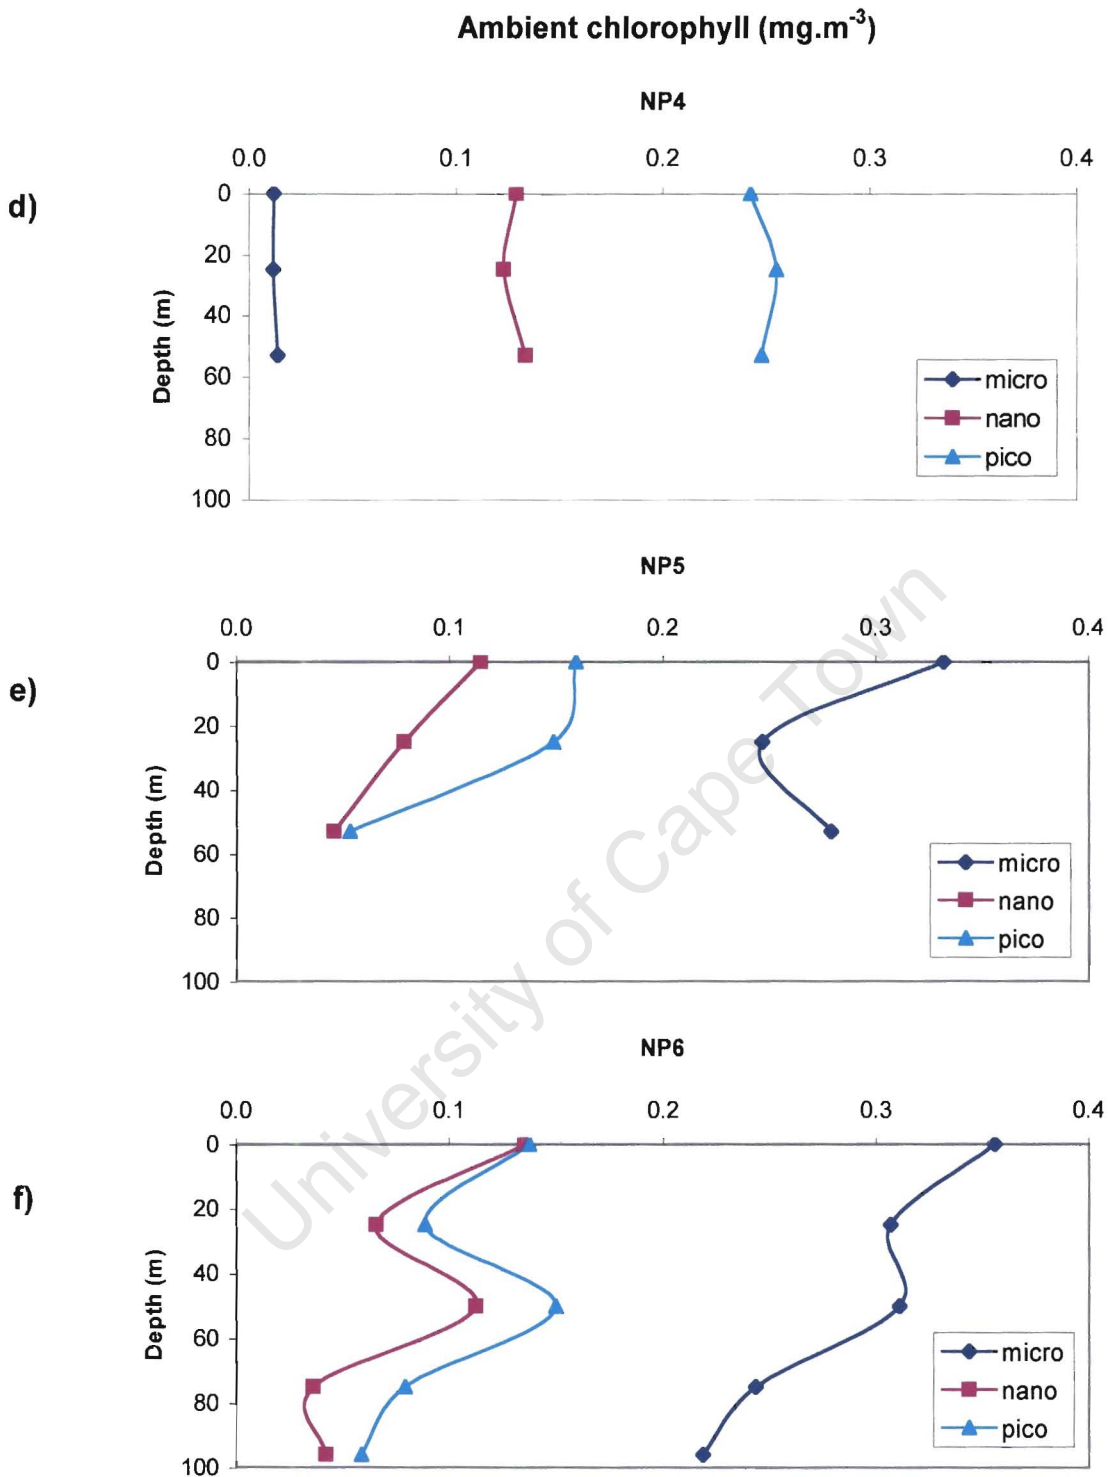 Ambient chlorophyll (mg.m⁻³)
NP4
d)
0.0 0.1 0.2 0.3 0.4
0
20
40
60
80
100
Depth (m)
micro
nano
pico
NP5
e)
0.0 0.1 0.2 0.3 0.4
0
20
40
60
80
100
Depth (m)
micro
nano
pico
NP6
f)
0.0 0.1 0.2 0.3 0.4
0
20
40
60
80
100
Depth (m)
micro
nano
pico
University of Cape Town